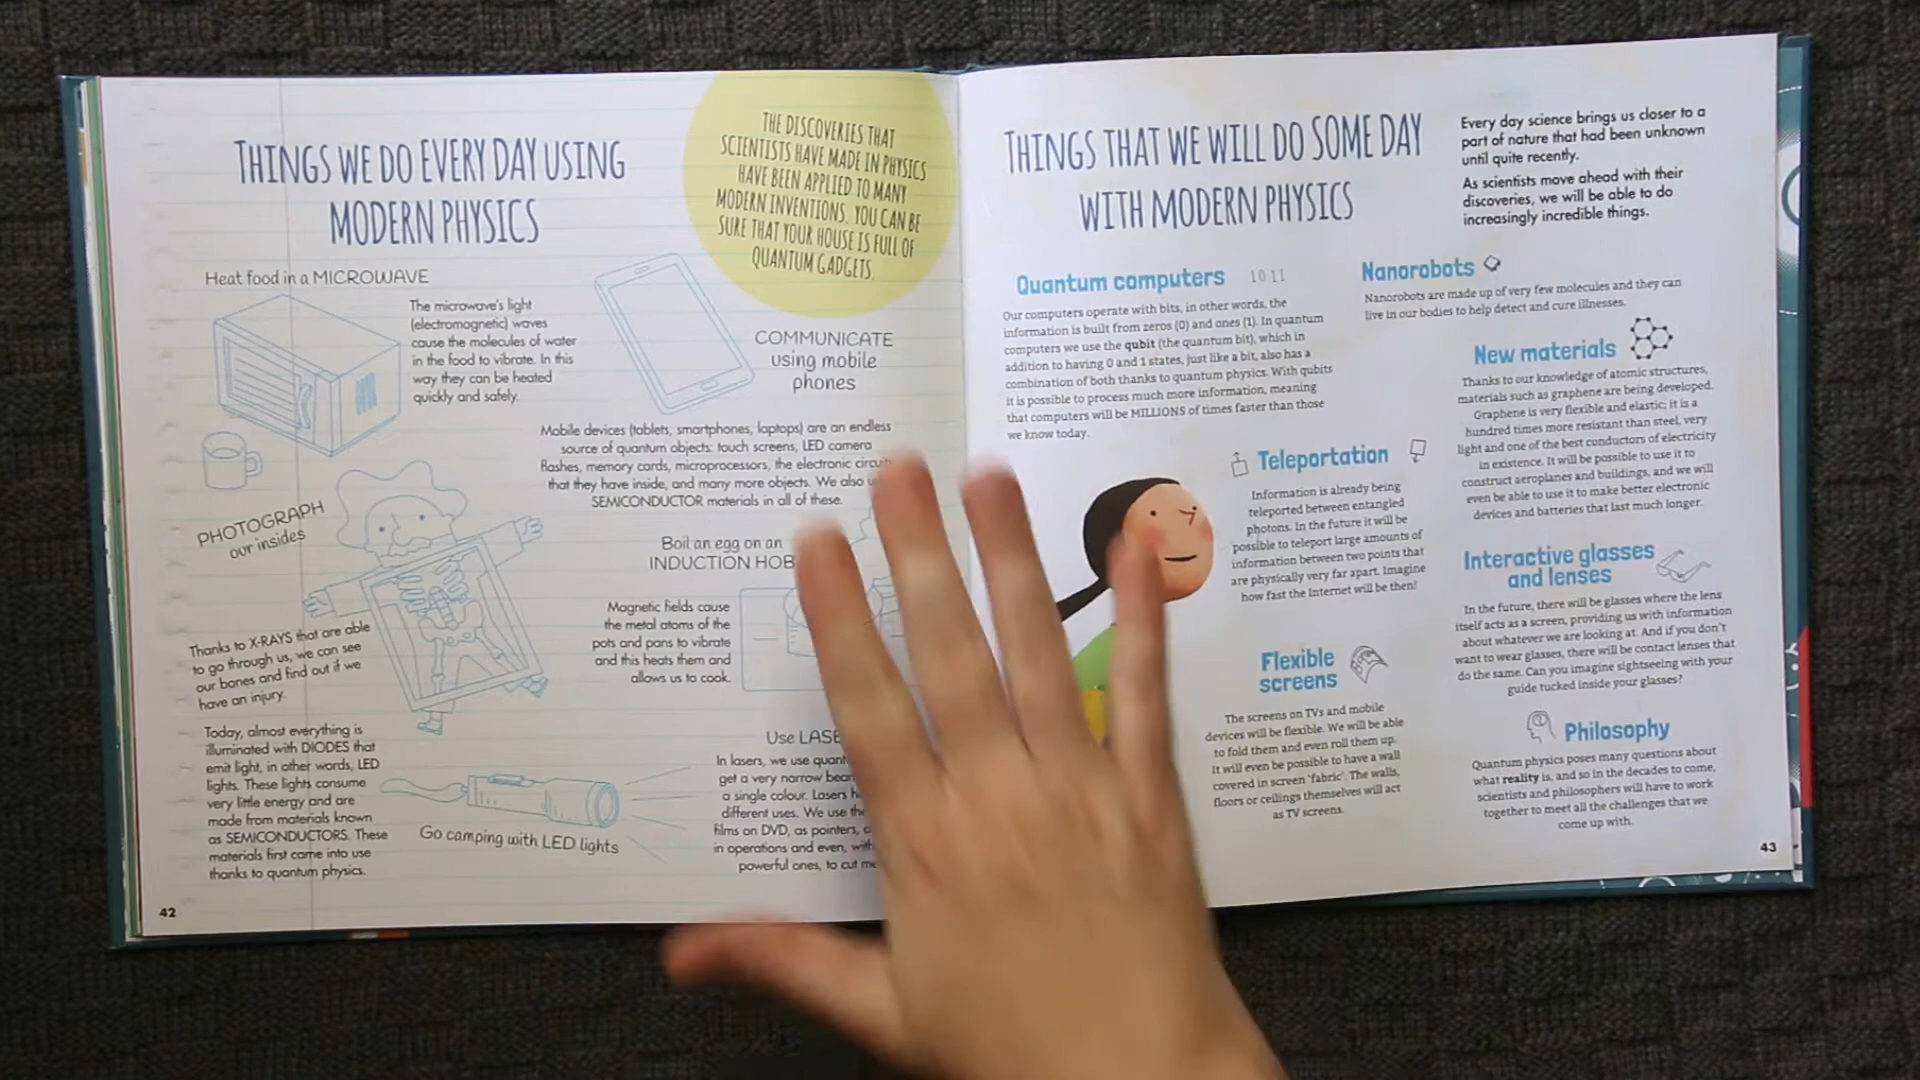 THINGS WE DO EVERY DAY USING
MODERN PHYSICS
THE DISCOVERIES THAT
SCIENTISTS HAVE MADE IN PHYSICS
HAVE BEEN APPLIED TO MANY
MODERN INVENTIONS. YOU CAN BE
SURE THAT YOUR HOUSE IS FULL OF
QUANTUM GADGETS.
Heat food in a MICROWAVE
The microwave's light
(electromagnetic) waves
cause the molecules of water
in the food to vibrate. In this
way they can be heated
quickly and safely.
COMMUNICATE
using mobile
phones
Mobile devices (tablets, smartphones, laptops) are an endless
source of quantum objects: touch screens, LED camera
flashes, memory cards, microprocessors, the electronic
that they have inside, and many more objects. We also
SEMICONDUCTOR materials in all of these.
PHOTOGRAPH
our insides
Thanks to X-RAYS that are able
to go through us, we can see
our bones and find out if we
have an injury.
Boil an egg on an
INDUCTION HOB
Magnetic fields cause
the metal atoms of the
pots and pans to vibrate
and this heats them and
allows us to cook.
Today, almost everything is
illuminated with DIODES that
emit light, in other words, LED
lights. These lights consume
very little energy and are
made from materials known
as SEMICONDUCTORS. These
materials first came into use
thanks to quantum physics.
Go camping with LED lights
Use
In lasers, we use
get a very narrow
a single colour. Lasers
different uses. We use
films on DVD, as pointers,
in operations and even,
powerful ones, to cut
42
THINGS THAT WE WILL DO SOME DAY
WITH MODERN PHYSICS
Every day science brings us closer to a
part of nature that had been unknown
until quite recently.
As scientists move ahead with their
discoveries, we will be able to do
increasingly incredible things.
Quantum computers 10 11
Our computers operate with bits, in other words, the
information is built from zeros (0) and ones (1). In quantum
computers we use the qubit (the quantum bit), which in
addition to having 0 and 1 states, just like a bit, also has a
combination of both thanks to quantum physics. With qubits
it is possible to process much more information, meaning
that computers will be MILLIONS of times faster than those
we know today.
Nanorobots
Nanorobots are made up of very few molecules and they can
live in our bodies to help detect and cure illnesses.
New materials
Thanks to our knowledge of atomic structures,
materials such as graphene are being developed.
Graphene is very flexible and elastic; it is a
hundred times more resistant than steel, very
light and one of the best conductors of electricity
in existence. It will be possible to use it to
construct aeroplanes and buildings, and we will
even be able to use it to make better electronic
devices and batteries that last much longer.
Teleportation
Information is already being
teleported between entangled
photons. In the future it will be
possible to teleport large amounts of
information between two points that
are physically very far apart. Imagine
how fast the Internet will be then!
Interactive glasses
and lenses
In the future, there will be glasses where the lens
itself acts as a screen, providing us with information
about whatever we are looking at. And if you don't
want to wear glasses, there will be contact lenses that
do the same. Can you imagine sightseeing with your
guide tucked inside your glasses?
Flexible
screens
The screens on TVs and mobile
devices will be flexible. We will be able
to fold them and even roll them up.
It will even be possible to have a wall
covered in screen 'fabric'. The walls,
floors or ceilings themselves will act
as TV screens.
Philosophy
Quantum physics poses many questions about
what reality is, and so in the decades to come,
scientists and philosophers will have to work
together to meet all the challenges that we
come up with.
43